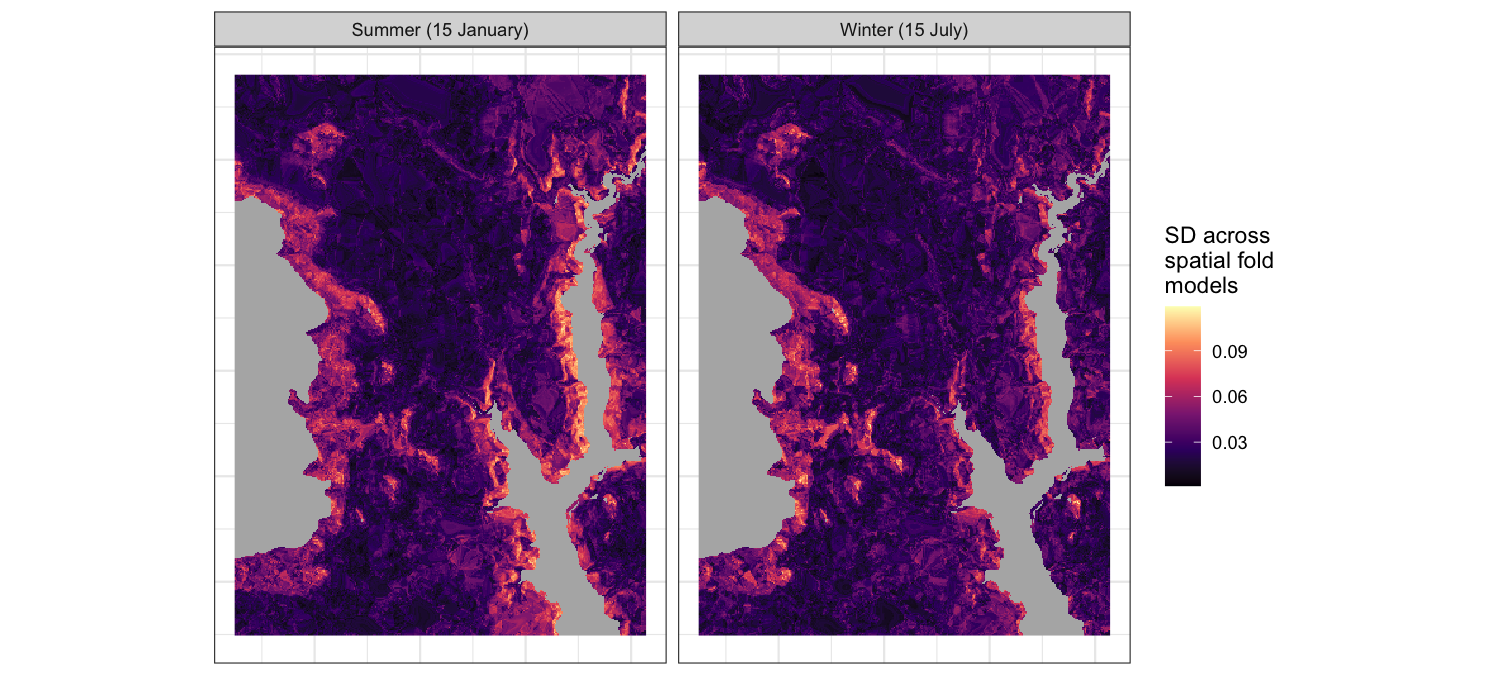 Summer (15 January)
Winter (15 July)
SD across
spatial fold
models
0.09
0.06
0.03